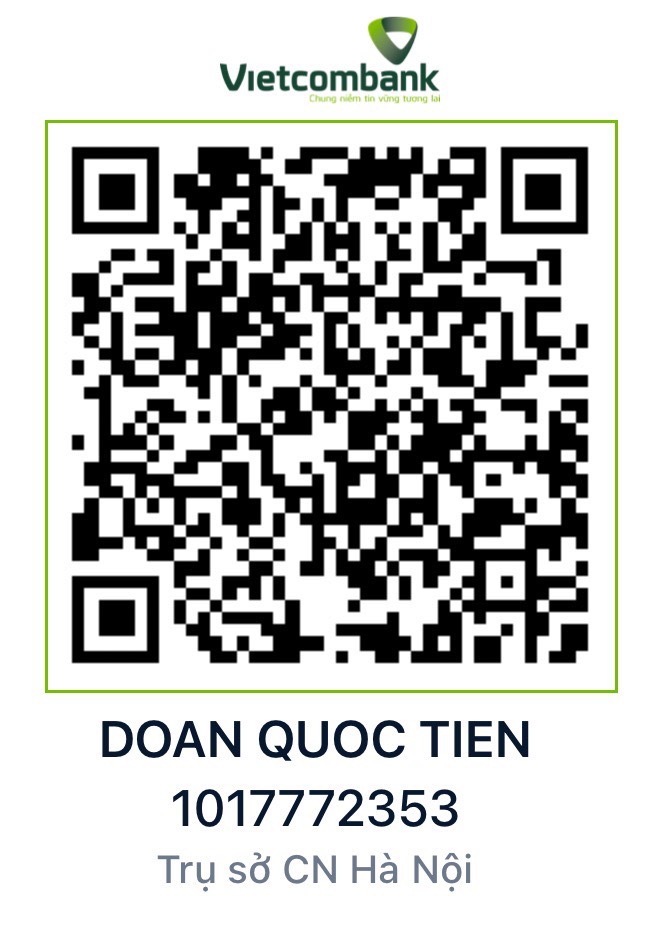 Vietcombank
Chung niềm tin vững tương lai
DOAN QUOC TIEN
1017772353
Trụ sở CN Hà Nội